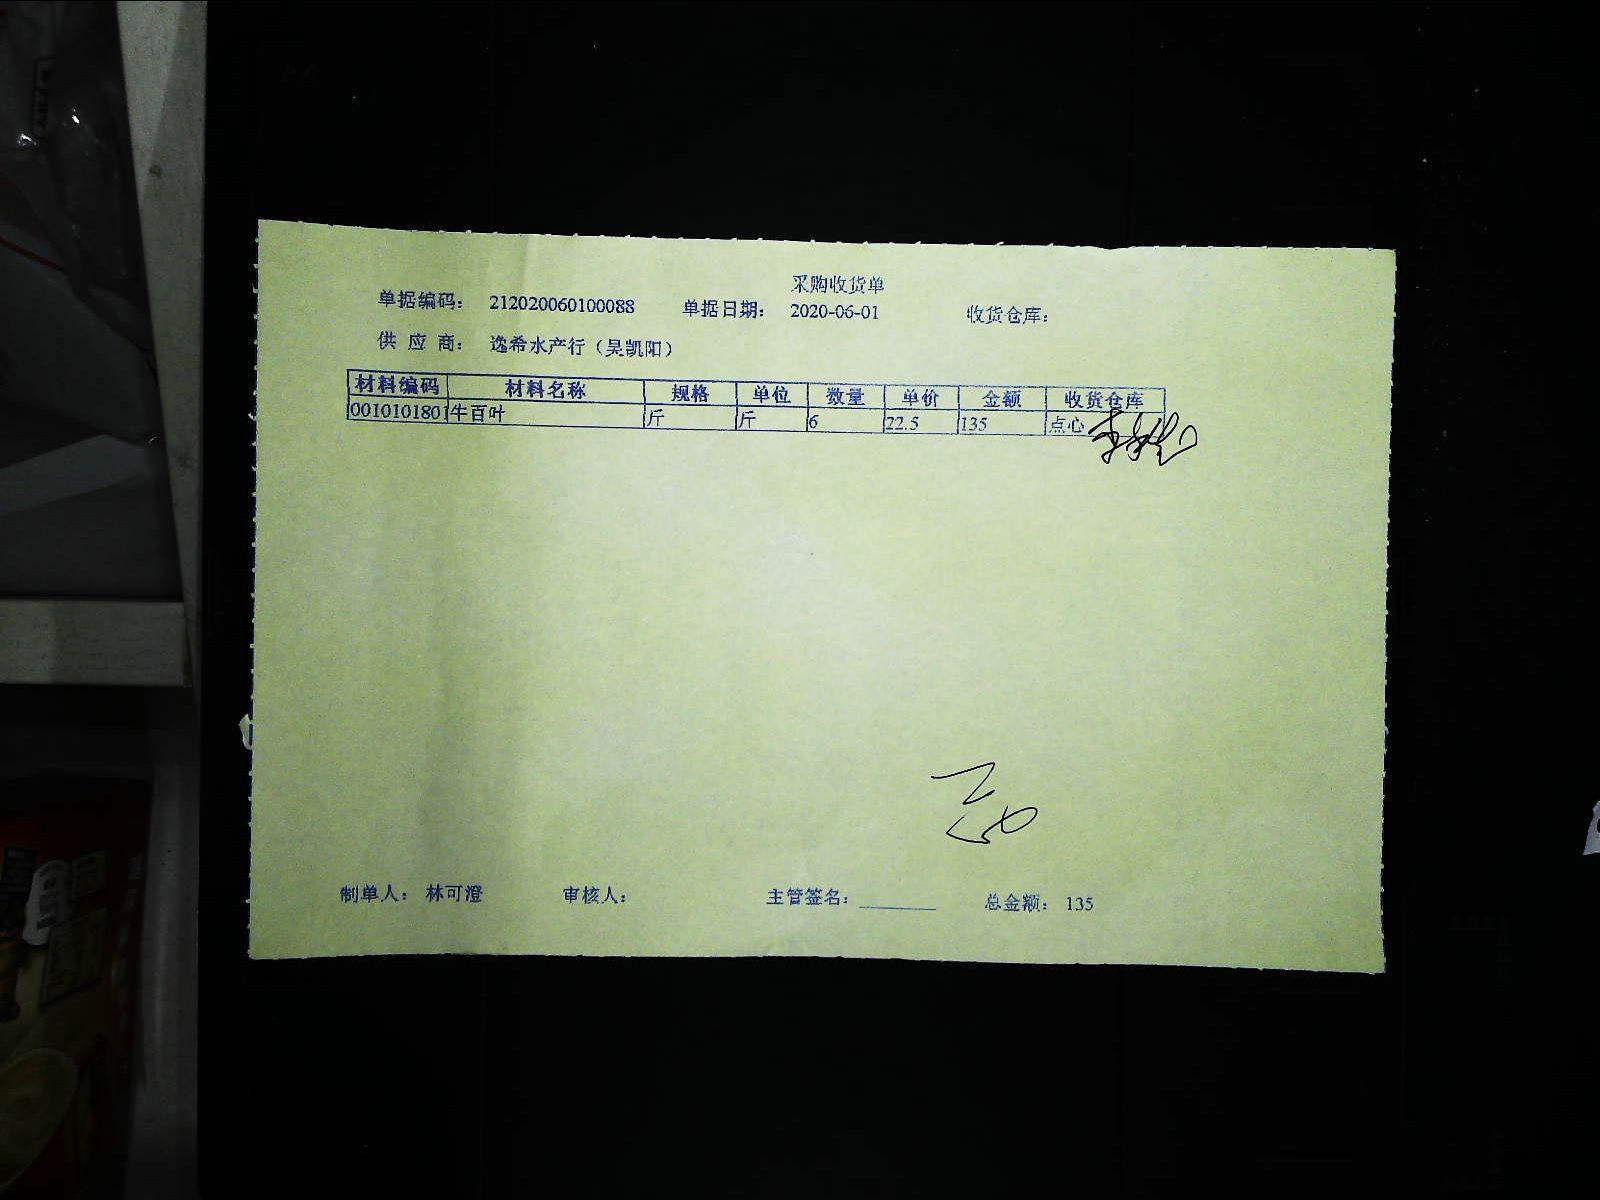 采购收货单
单据编码： 212020060100088 单据日期： 2020-06-01 收货仓库：
供 应 商： 逸希水产行（吴凯阳）
材料编码 材料名称 规格 单位 数量 单价 金额 收货仓库
0010101801 牛百叶 斤 斤 6 22.5 135 点心
制单人： 林可澄 审核人： 主管签名： 总金额： 135